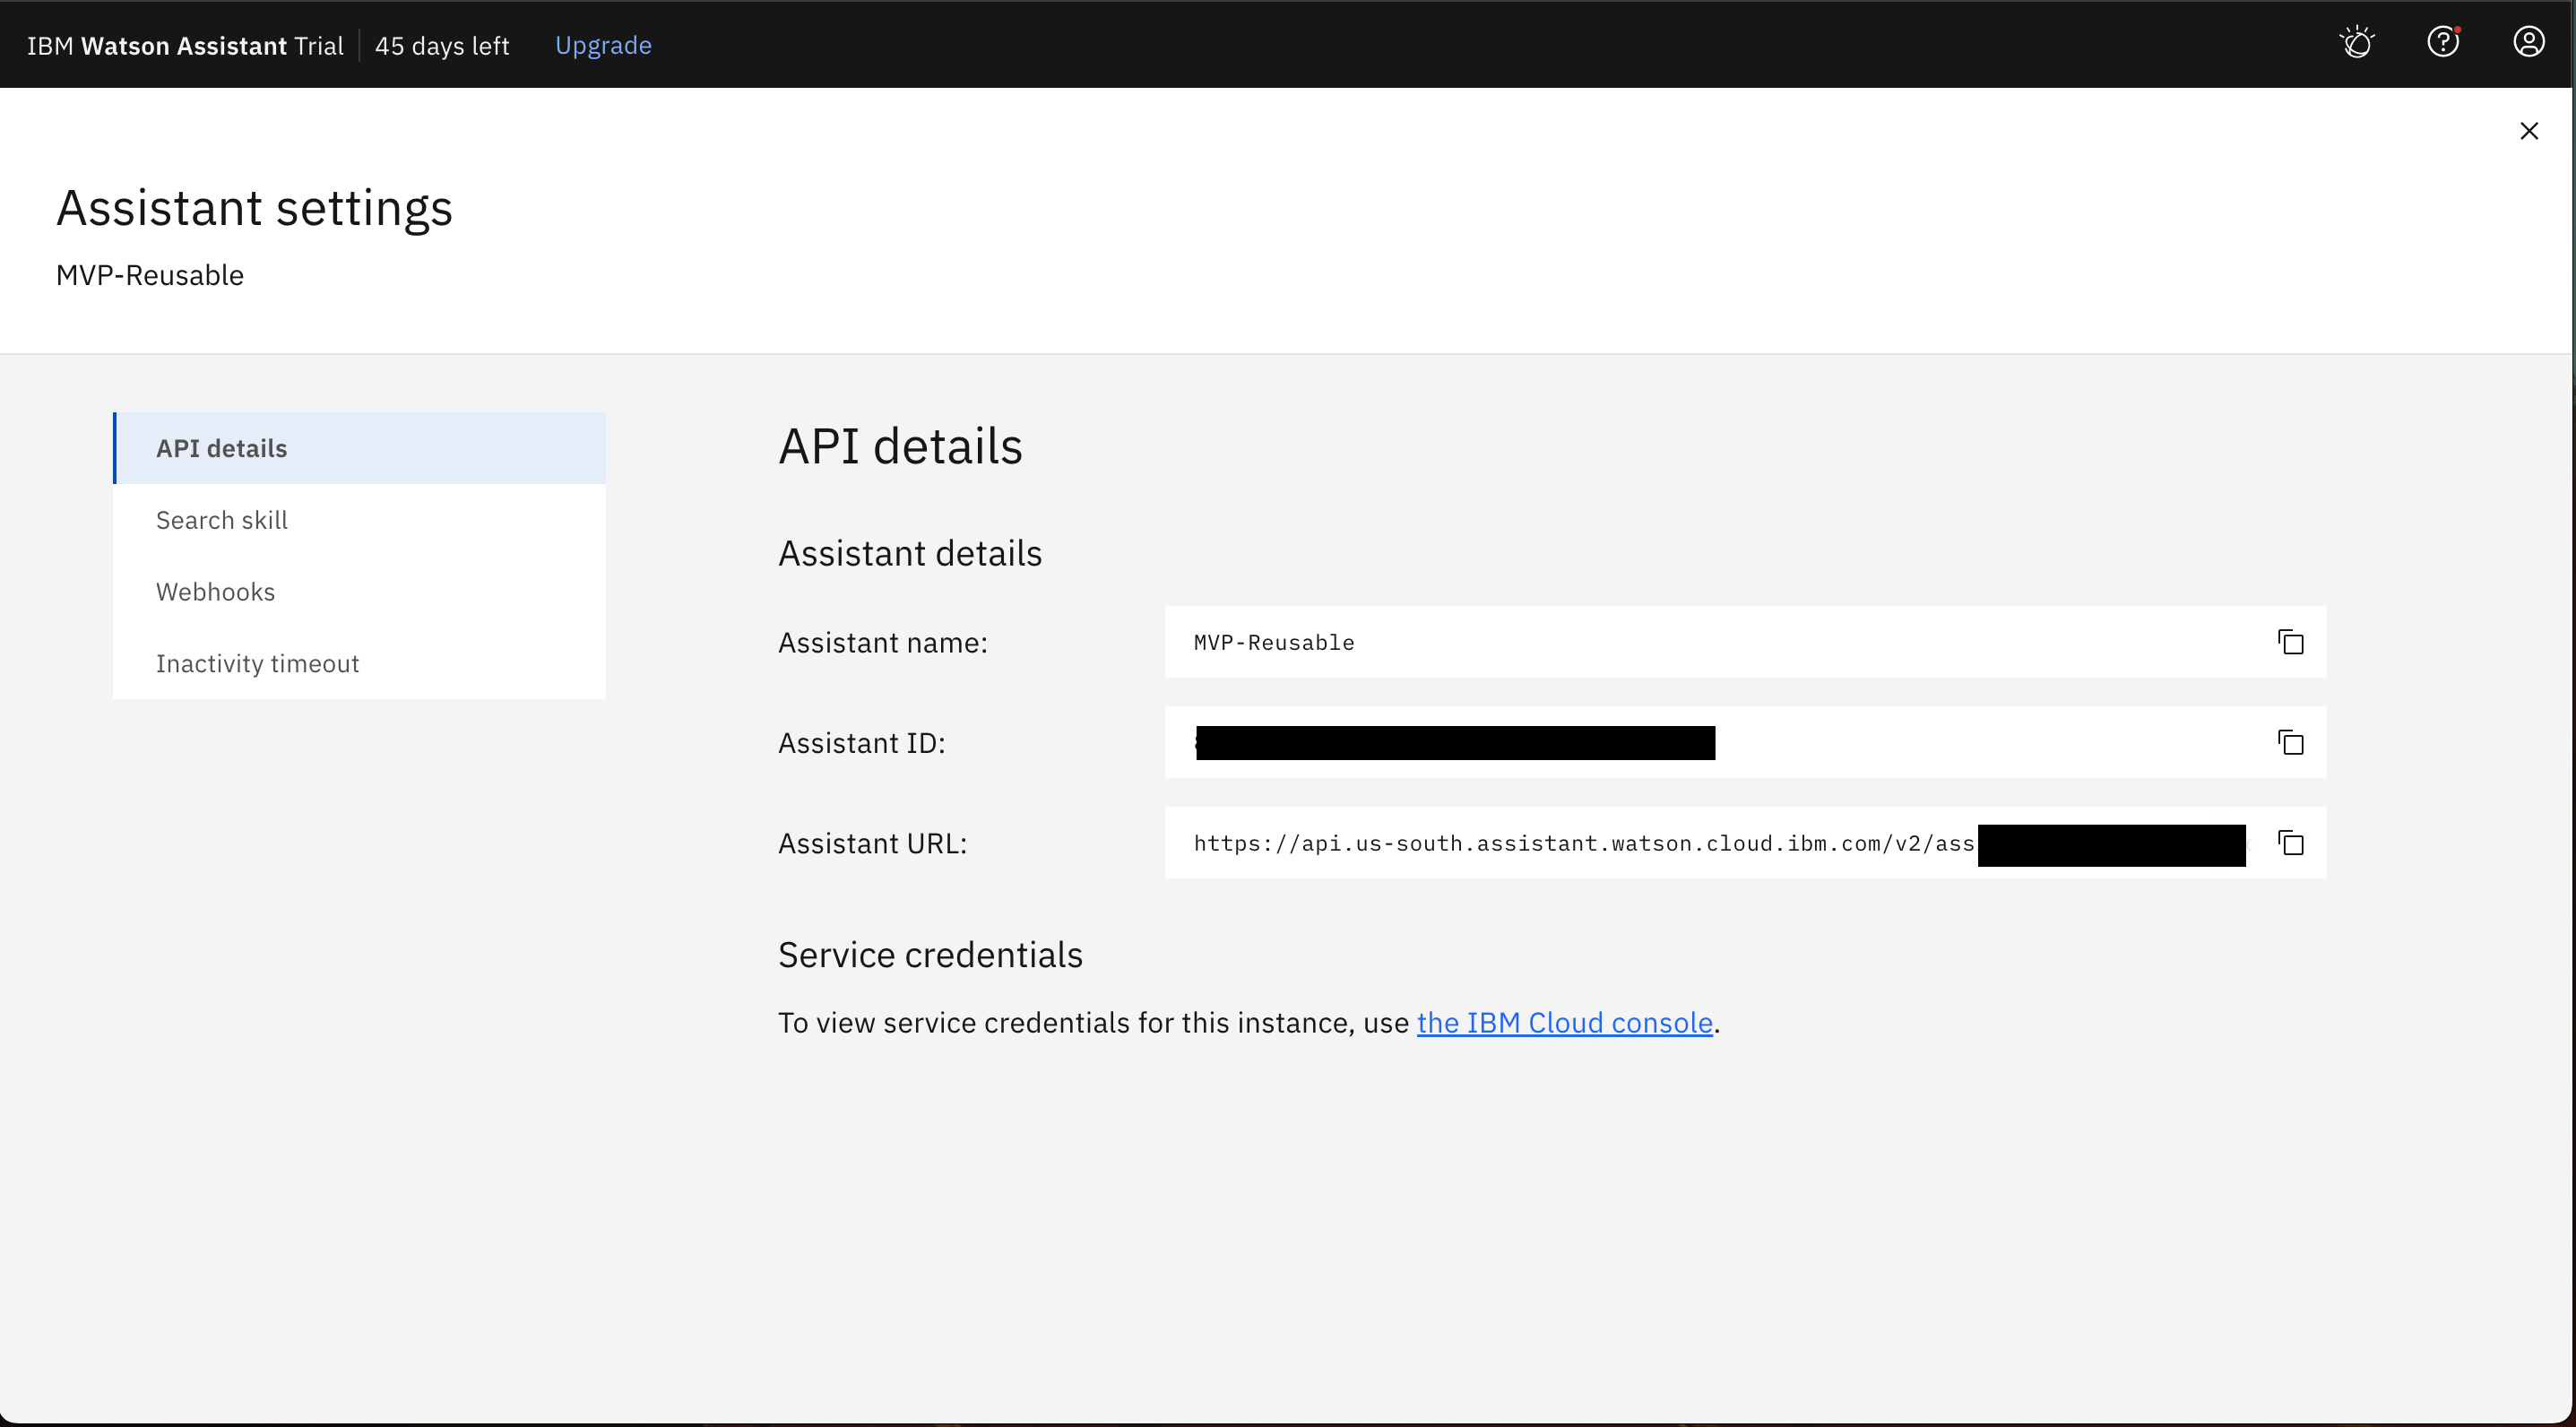 IBM Watson Assistant Trial 45 days left Upgrade
Assistant settings
MVP-Reusable
API details
Search skill
Webhooks
Inactivity timeout
API details
Assistant details
Assistant name: MVP-Reusable
Assistant ID:
Assistant URL: https://api.us-south.assistant.watson.cloud.ibm.com/v2/ass
Service credentials
To view service credentials for this instance, use the IBM Cloud console.